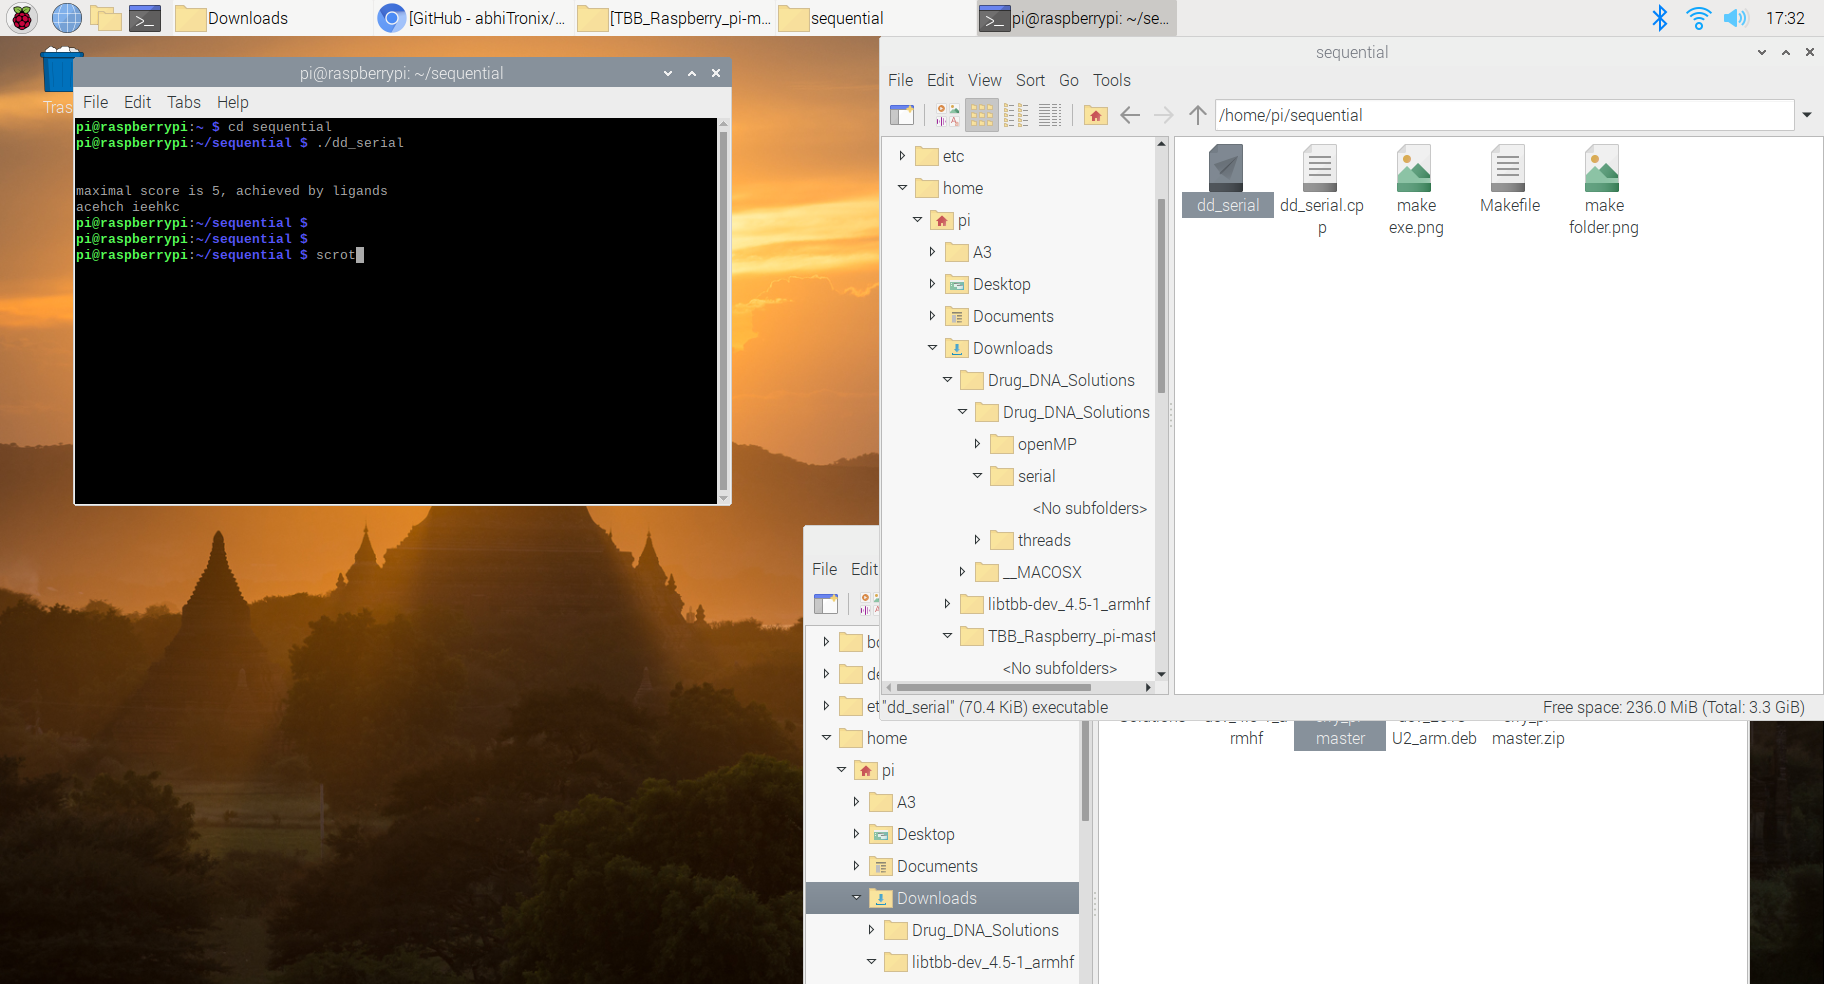 Downloads
[GitHub - abhiTronix/...
[TBB_Raspberry_pi-m...
sequential
pi@raspberrypi: ~/se...
17:32
pi@raspberrypi: ~/sequential
File Edit Tabs Help
pi@raspberrypi:~ $ cd sequential
pi@raspberrypi:~/sequential $ ./dd_serial
maximal score is 5, achieved by ligands
acehch ieehkc
pi@raspberrypi:~/sequential $
pi@raspberrypi:~/sequential $
pi@raspberrypi:~/sequential $ scrot
sequential
File Edit View Sort Go Tools
/home/pi/sequential
etc
home
pi
A3
Desktop
Documents
Downloads
Drug_DNA_Solutions
Drug_DNA_Solutions
openMP
serial
<No subfolders>
threads
__MACOSX
libtbb-dev_4.5-1_armhf
TBB_Raspberry_pi-mast
<No subfolders>
dd_serial
dd_serial.cp
p
make
exe.png
Makefile
make
folder.png
"dd_serial" (70.4 KiB) executable
Free space: 236.0 MiB (Total: 3.3 GiB)
File Edit
home
pi
A3
Desktop
Documents
Downloads
Drug_DNA_Solutions
libtbb-dev_4.5-1_armhf
rmhf
master
U2_arm.deb
master.zip